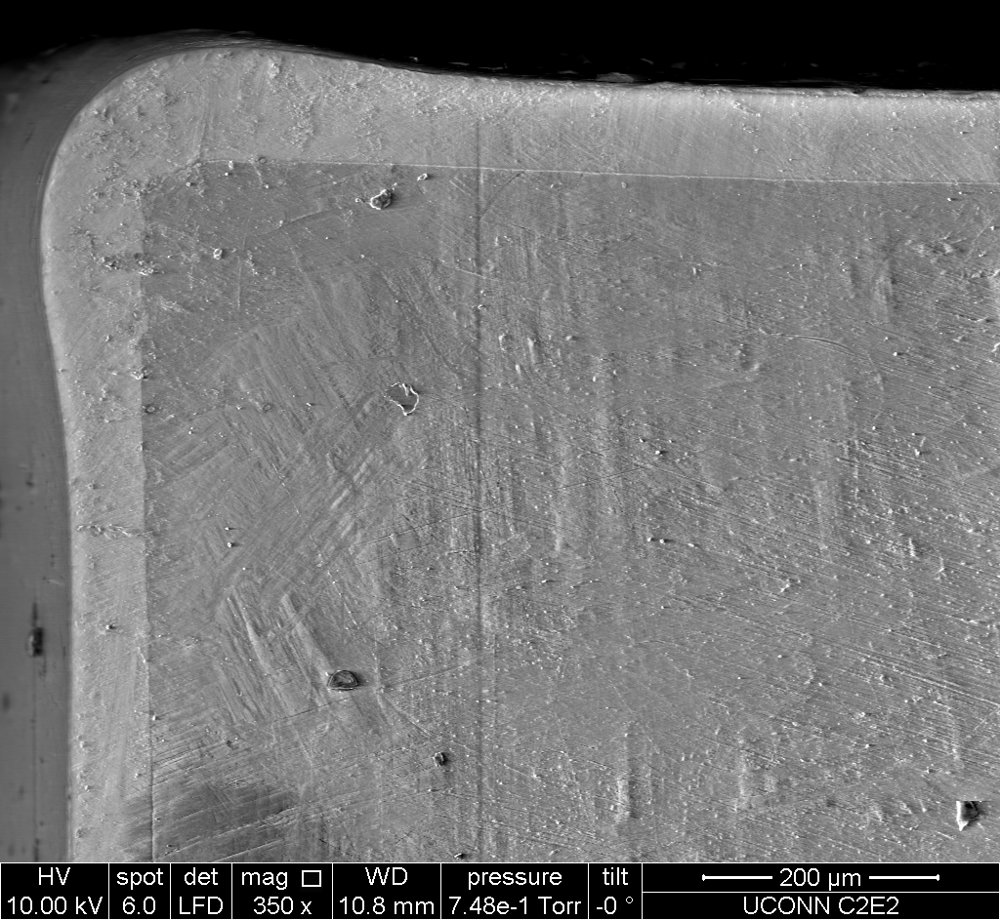 HV spot det mag WD pressure tilt
10.00 kV 6.0 LFD 350 x 10.8 mm 7.48e-1 Torr -0 °
200 µm
UCONN C2E2